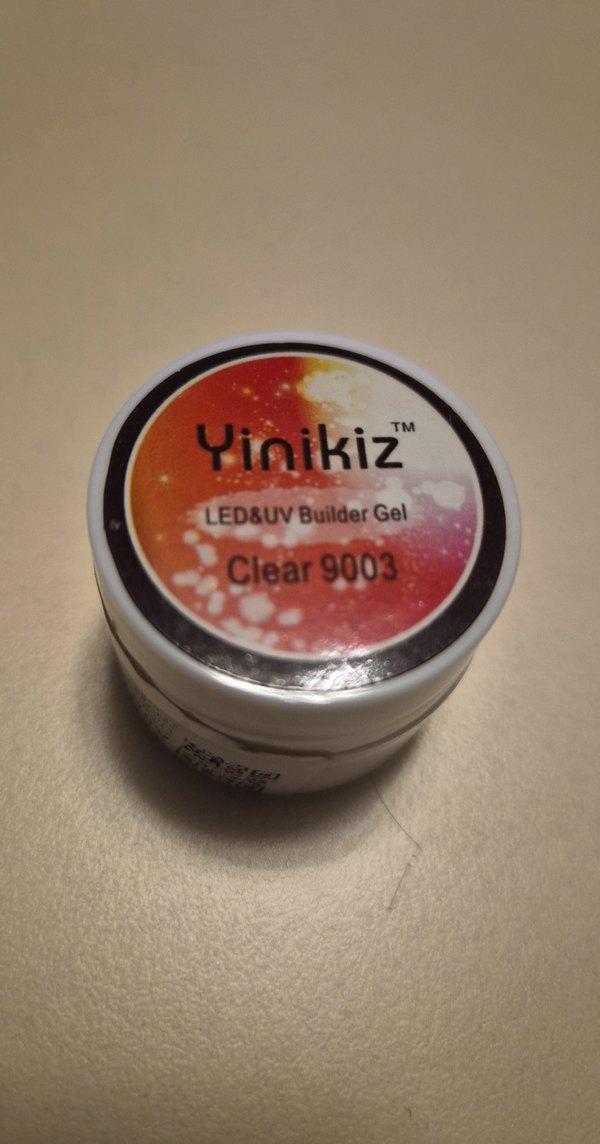 Yinikiz™
LED&UV Builder Gel
Clear 9003